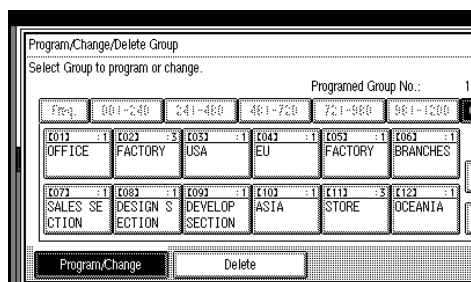 Program/Change/Delete Group
Select Group to program or change.
Programed Group No.: 1
Freq. 001-240 241-480 481-720 721-960 961-1200
[01] :1 [02] :3 [03] :1 [04] :1 [05] :1 [06] :1
OFFICE FACTORY USA EU FACTORY BRANCHES
[07] :1 [08] :1 [09] :1 [10] :1 [11] :3 [12] :1
SALES SE DESIGN S DEVELOP ASIA STORE OCEANIA
CTION ECTION SECTION
Program/Change Delete